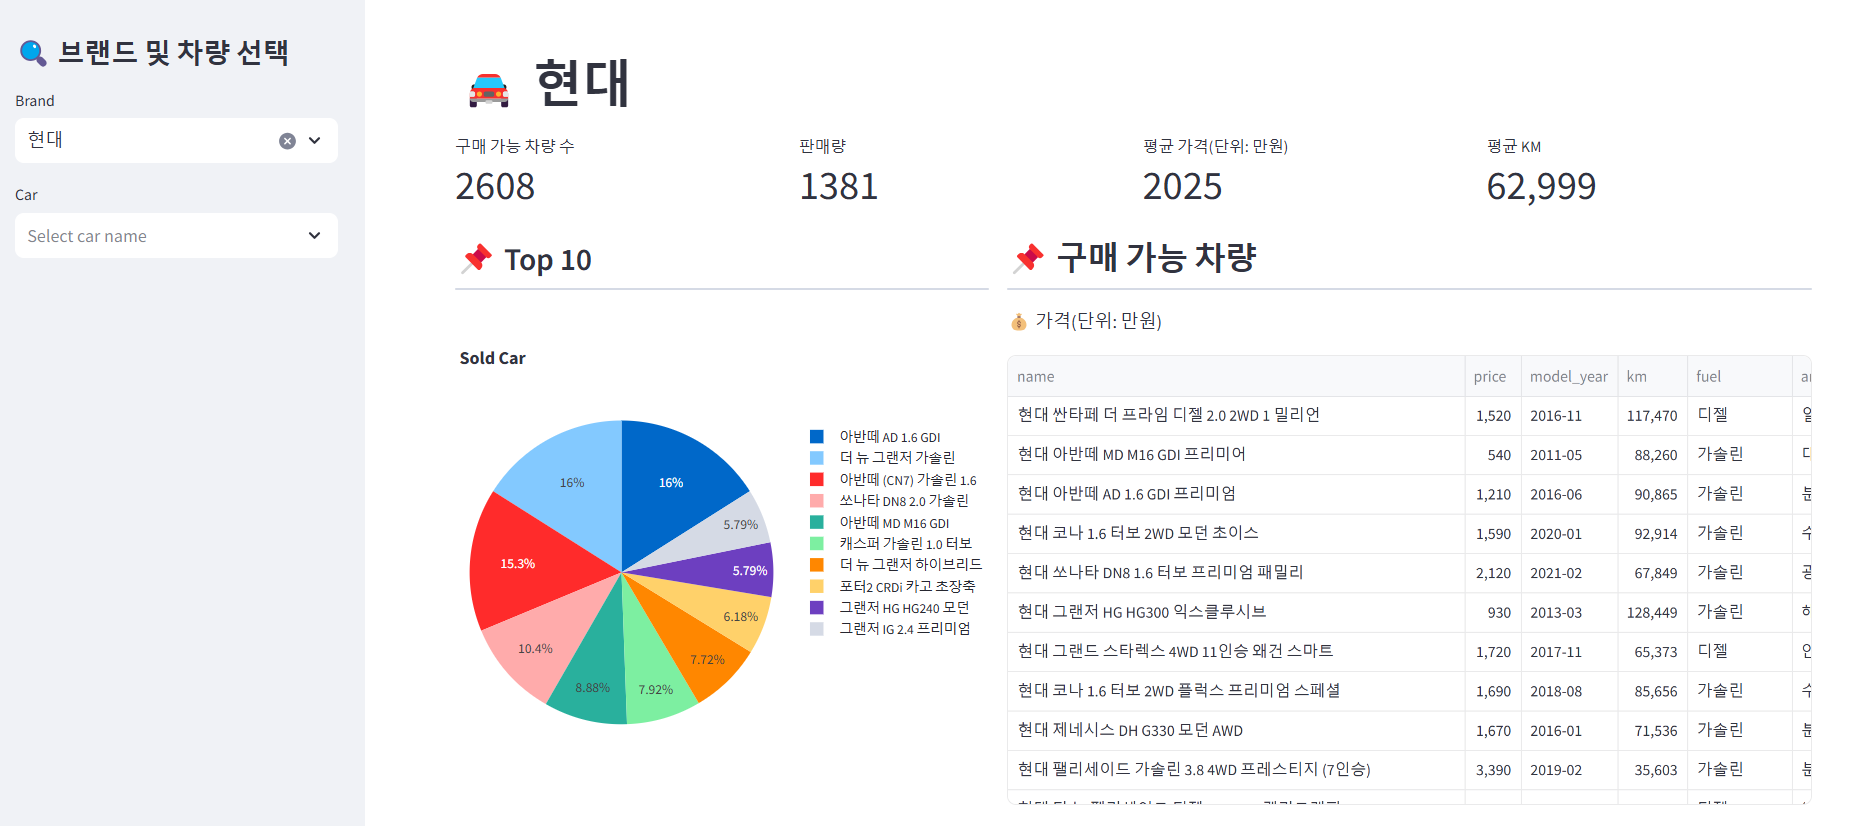 브랜드 및 차량 선택
Brand
현대
Car
Select car name
현대
구매 가능 차량 수
2608
판매량
1381
평균 가격(단위: 만원)
2025
평균 KM
62,999
Top 10
Sold Car
16%
16%
5.79%
5.79%
15.3%
6.18%
10.4%
7.72%
8.88%
7.92%
아반떼 AD 1.6 GDI
더 뉴 그랜저 가솔린
아반떼 (CN7) 가솔린 1.6
쏘나타 DN8 2.0 가솔린
아반떼 MD M16 GDI
캐스퍼 가솔린 1.0 터보
더 뉴 그랜저 하이브리드
포터2 CRDi 카고 초장축
그랜저 HG HG240 모던
그랜저 IG 2.4 프리미엄
구매 가능 차량
가격(단위: 만원)
name price model_year km fuel
현대 싼타페 더 프라임 디젤 2.0 2WD 1 밀리언 1,520 2016-11 117,470 디젤
현대 아반떼 MD M16 GDI 프리미어 540 2011-05 88,260 가솔린
현대 아반떼 AD 1.6 GDI 프리미엄 1,210 2016-06 90,865 가솔린
현대 코나 1.6 터보 2WD 모던 초이스 1,590 2020-01 92,914 가솔린
현대 쏘나타 DN8 1.6 터보 프리미엄 패밀리 2,120 2021-02 67,849 가솔린
현대 그랜저 HG HG300 익스클루시브 930 2013-03 128,449 가솔린
현대 그랜드 스타렉스 4WD 11인승 왜건 스마트 1,720 2017-11 65,373 디젤
현대 코나 1.6 터보 2WD 플럭스 프리미엄 스페셜 1,690 2018-08 85,656 가솔린
현대 제네시스 DH G330 모던 AWD 1,670 2016-01 71,536 가솔린
현대 팰리세이드 가솔린 3.8 4WD 프레스티지 (7인승) 3,390 2019-02 35,603 가솔린